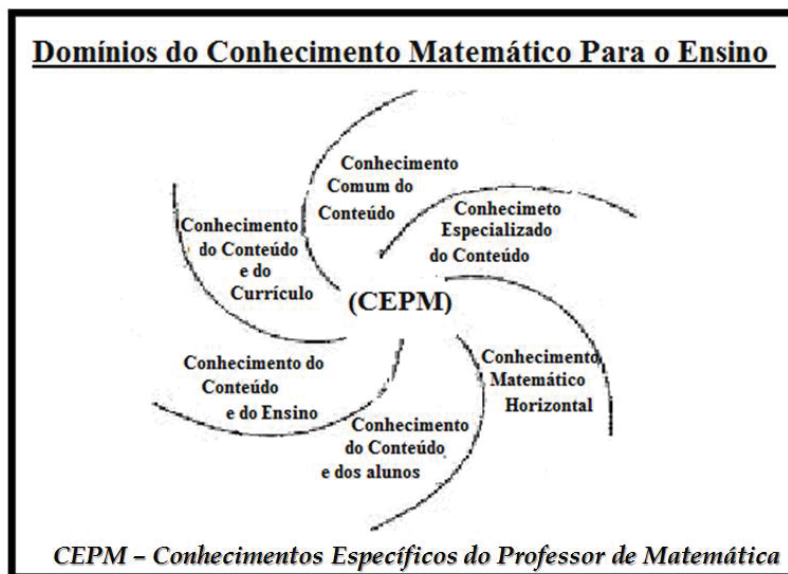 Domínios do Conhecimento Matemático Para o Ensino
Conhecimento
Comum do
Conteúdo
Conhecimeto
Especializado
do Conteúdo
Conhecimento
do Conteúdo
e do
Currículo
(CEPM)
Conhecimento
Matemático
Horizontal
Conhecimento do
Conteúdo
e do Ensino
Conhecimento
do Conteúdo
e dos alunos
CEPM – Conhecimentos Específicos do Professor de Matemática